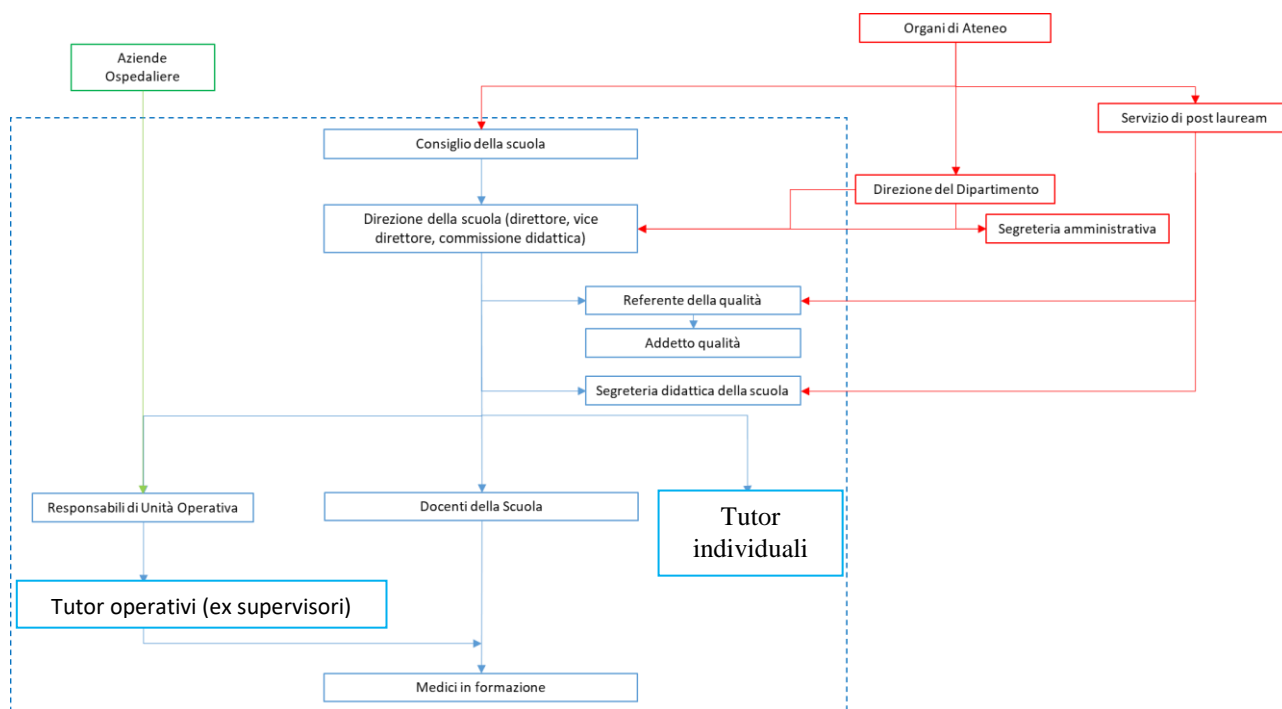 Organi di Ateneo
Aziende
Ospedaliere
Servizio di post lauream
Consiglio della scuola
Direzione del Dipartimento
Direzione della scuola (direttore, vice
direttore, commissione didattica)
Segreteria amministrativa
Referente della qualità
Addetto qualità
Segreteria didattica della scuola
Responsabili di Unità Operativa
Docenti della Scuola
Tutor
individuali
Tutor operativi (ex supervisori)
Medici in formazione